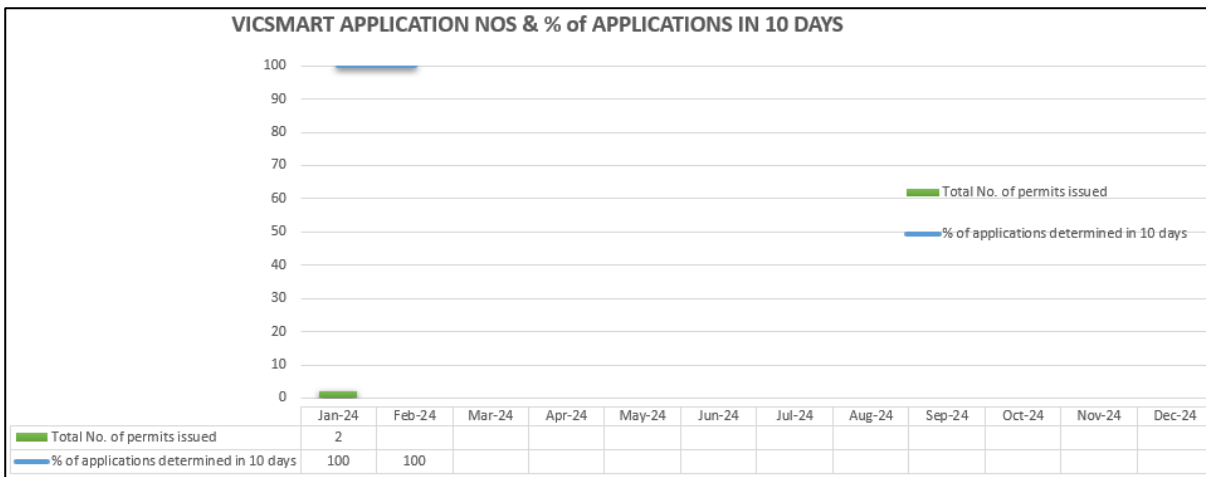 VICSMART APPLICATION NOS & % of APPLICATIONS IN 10 DAYS
100
90
80
70
60
50
40
30
20
10
0
Total No. of permits issued
% of applications determined in 10 days
Jan-24 Feb-24 Mar-24 Apr-24 May-24 Jun-24 Jul-24 Aug-24 Sep-24 Oct-24 Nov-24 Dec-24
Total No. of permits issued 2
% of applications determined in 10 days 100 100